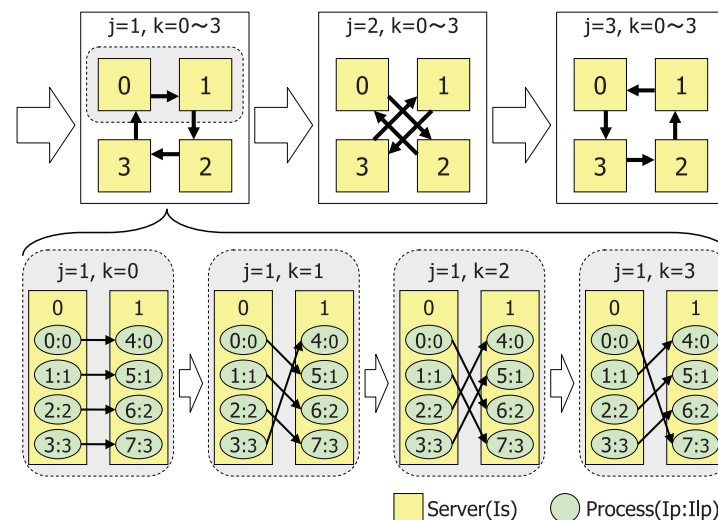 j=1, k=0～3
j=2, k=0～3
j=3, k=0～3
0 1
0 1
0 1
3 2
3 2
3 2
j=1, k=0
j=1, k=1
j=1, k=2
j=1, k=3
0 1
0 1
0 1
0 1
0:0 4:0
0:0 4:0
0:0 4:0
0:0 4:0
1:1 5:1
1:1 5:1
1:1 5:1
1:1 5:1
2:2 6:2
2:2 6:2
2:2 6:2
2:2 6:2
3:3 7:3
3:3 7:3
3:3 7:3
3:3 7:3
Server(Is)
Process(Ip:Ilp)